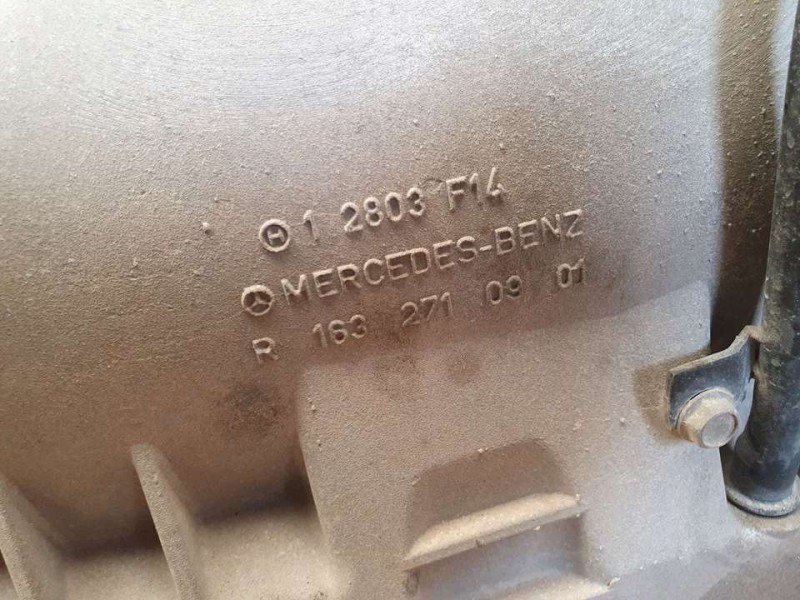 H 1 2803 F14
MERCEDES-BENZ
R 163 271 09 01